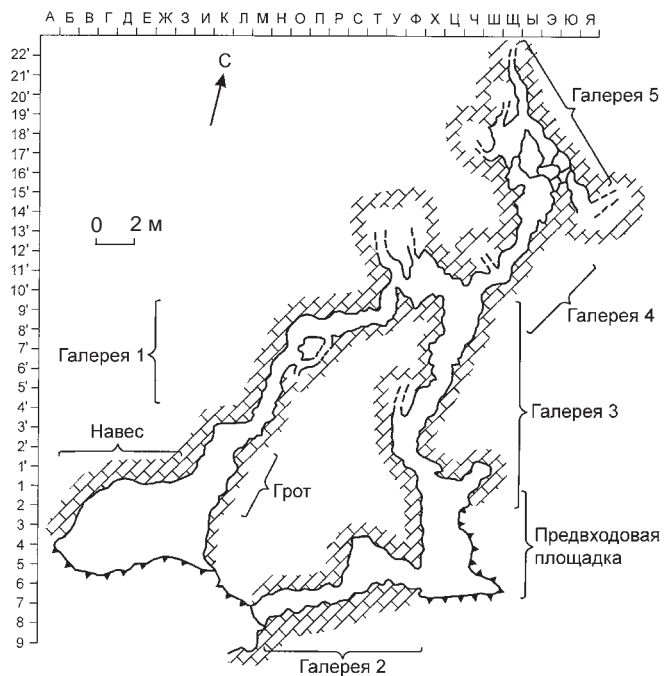 А Б В Г Д Е Ж З И К Л М Н О П Р С Т У Ф Х Ц Ч Ш Щ Ы Э Ю Я
22'
21'
20'
19'
18'
17'
16'
15'
14'
13'
12'
11'
10'
9'
8'
7'
6'
5'
4'
3'
2'
1'
1
2
3
4
5
6
7
8
9
С
0 2 м
Галерея 5
Галерея 4
Галерея 1
Галерея 3
Навес
Грот
Предвходовая
площадка
Галерея 2